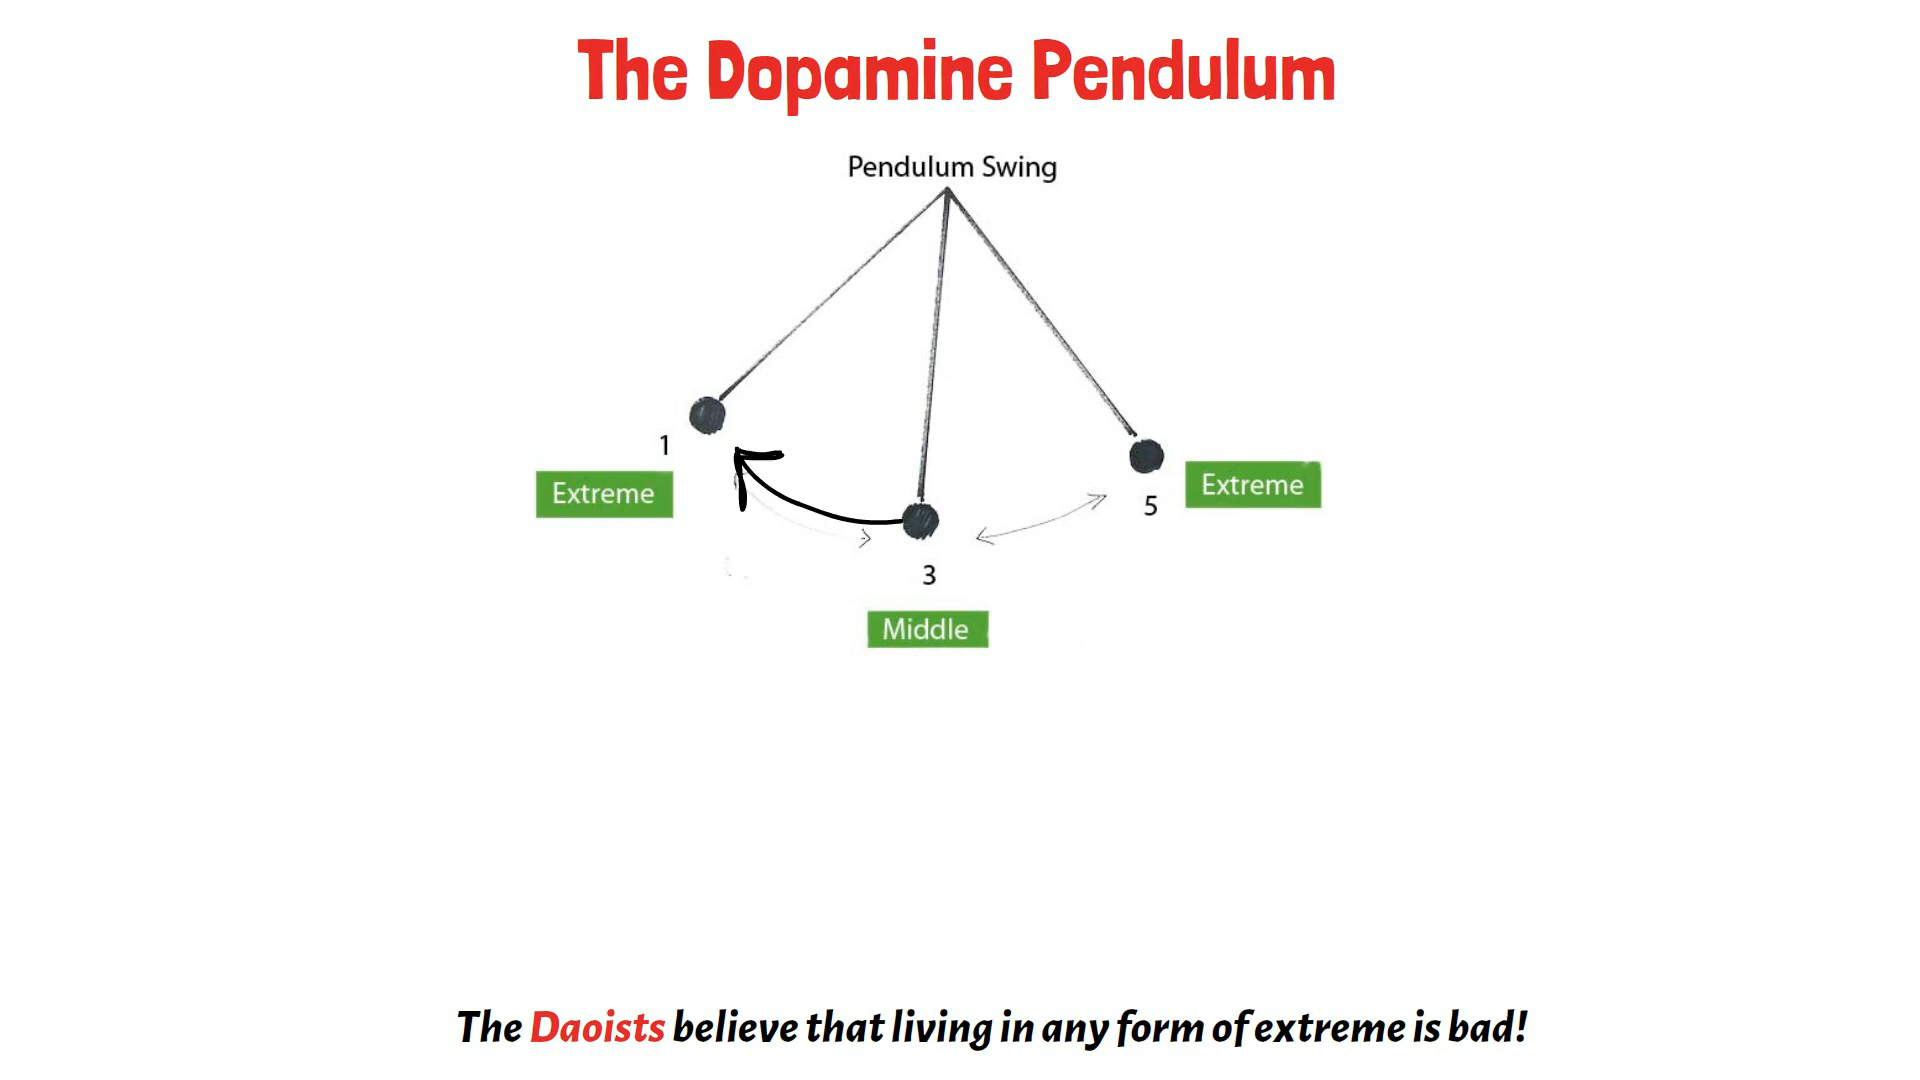 The Dopamine Pendulum
Pendulum Swing
1
Extreme
Extreme
5
3
Middle
The Daoists believe that living in any form of extreme is bad!